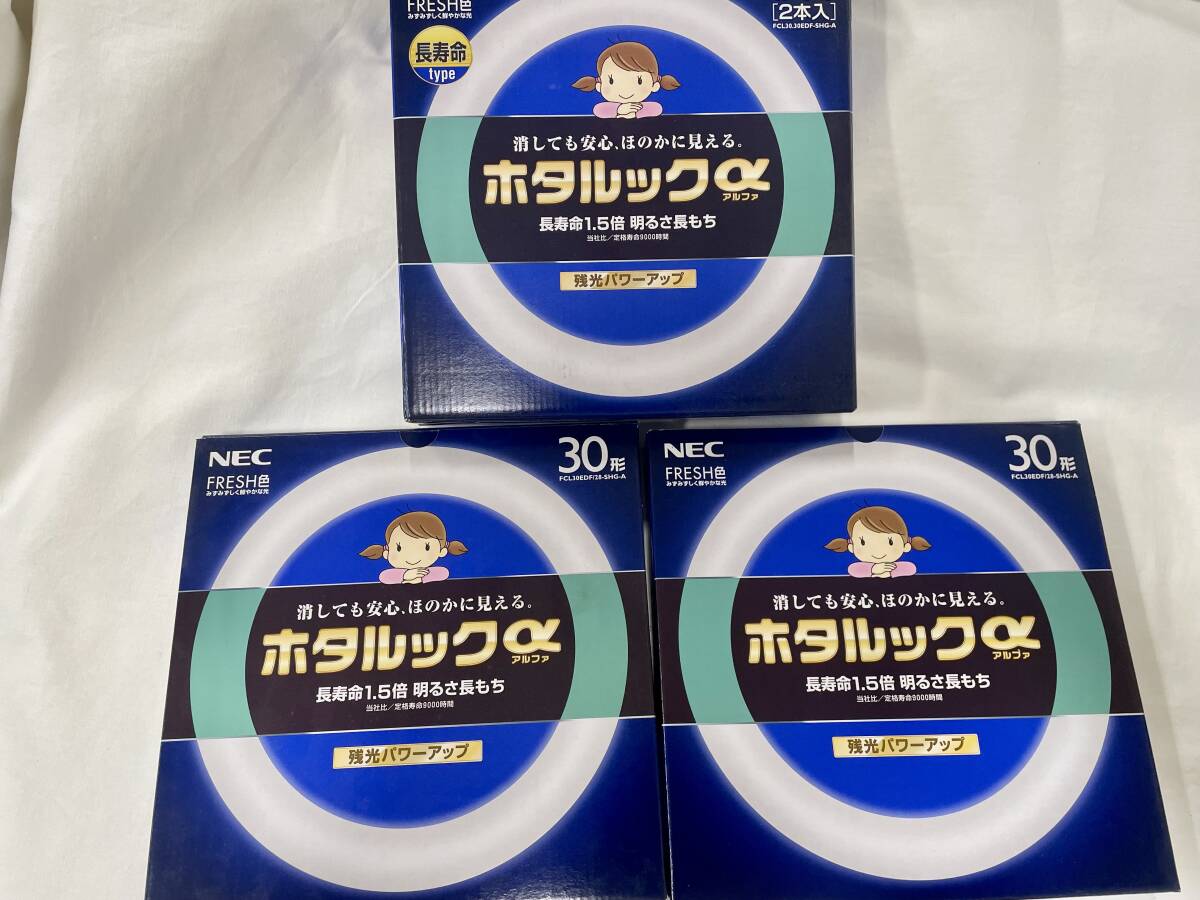 FRESH色
みずみずしく鮮やかな光
[2本入]
FCL30.30EDF-SHG-A
長寿命
type
消しても安心、ほのかに見える。
ホタルックα
アルファ
長寿命1.5倍 明るさ長もち
当社比/定格寿命9000時間
残光パワーアップ
NEC
FRESH色
みずみずしく鮮やかな光
30形
FCL30EDF/28-SHG-A
消しても安心、ほのかに見える。
ホタルックα
アルファ
長寿命1.5倍 明るさ長もち
当社比/定格寿命9000時間
残光パワーアップ
NEC
FRESH色
みずみずしく鮮やかな光
30形
FCL30EDF/28-SHG-A
消しても安心、ほのかに見える。
ホタルックα
アルファ
長寿命1.5倍 明るさ長もち
当社比/定格寿命9000時間
残光パワーアップ